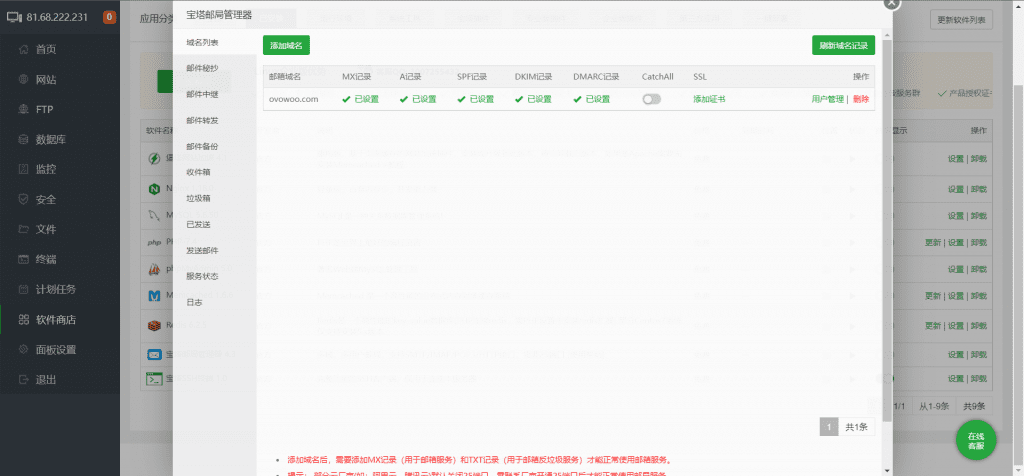 81.68.222.231
0
首页
网站
FTP
数据库
监控
安全
文件
终端
计划任务
软件商店
面板设置
退出
应用分类
更新软件列表
服务群
产品授权证书
软件名称
显示
操作
设置 | 卸载
设置 | 卸载
设置 | 卸载
更新 | 设置 | 卸载
设置 | 卸载
更新 | 设置 | 卸载
更新 | 设置 | 卸载
设置 | 卸载
设置 | 卸载
1/1
从1-9条
共9条
在线
客服
宝塔邮局管理器
域名列表
邮件秘抄
邮件中继
邮件转发
邮件备份
收件箱
垃圾箱
已发送
发送邮件
服务状态
日志
添加域名
刷新域名记录
邮箱域名 MX记录 A记录 SPF记录 DKIM记录 DMARC记录 CatchAll SSL 操作
ovowoo.com 已设置 已设置 已设置 已设置 已设置 添加证书 用户管理 | 删除
1
共1条
添加域名后，需要添加MX记录（用于邮箱服务）和TXT记录（用于邮箱反垃圾服务）才能正常使用邮箱服务。